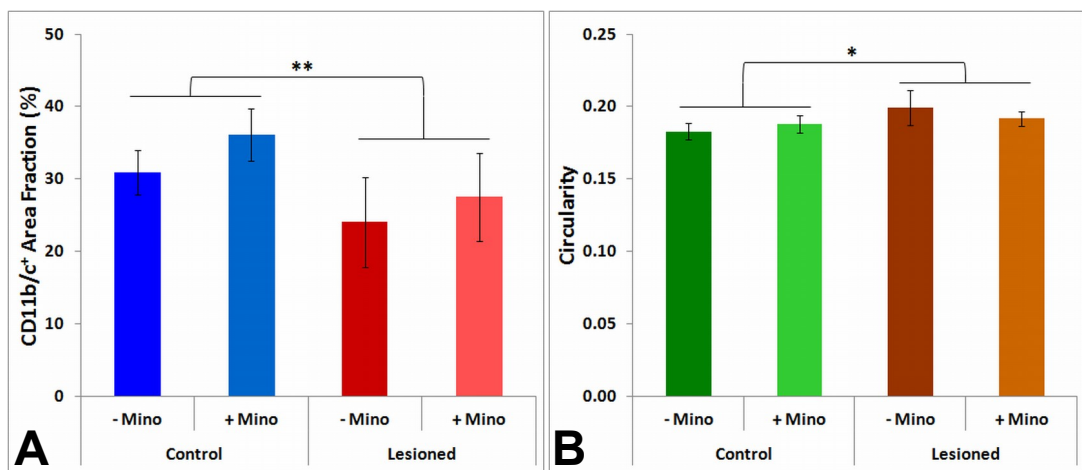 50
40
30
20
10
0
CD11b/c⁺ Area Fraction (%)
**
- Mino
+ Mino
- Mino
+ Mino
Control
Lesioned
A
0.25
0.20
0.15
0.10
0.05
0.00
Circularity
*
- Mino
+ Mino
- Mino
+ Mino
Control
Lesioned
B